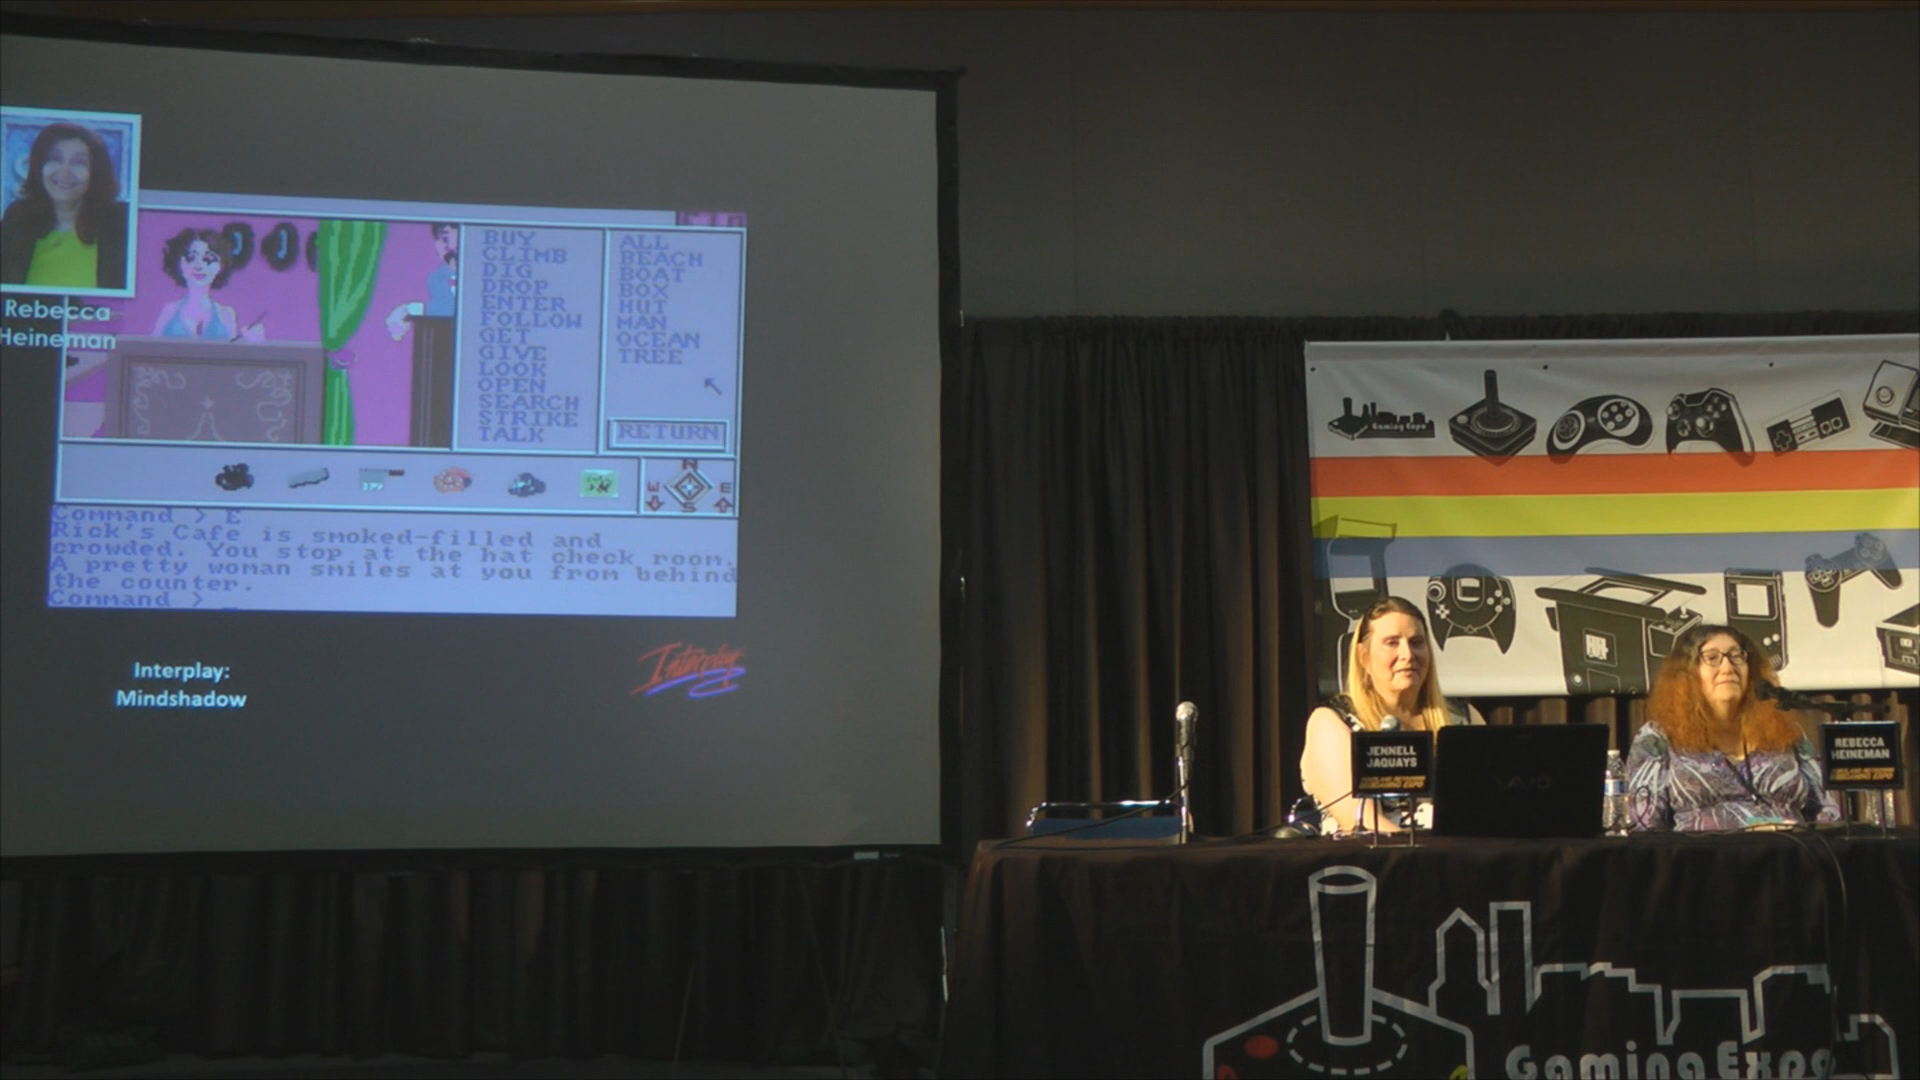 Rebecca
Heineman
BUY
CLIMB
DIG
DROP
ENTER
FOLLOW
GET
GIVE
LOOK
OPEN
SEARCH
STRIKE
TALK
ALL
BEACH
BOAT
BOX
HUT
MAN
OCEAN
TREE
RETURN
N
W
E
S
Command > E
Rick's Cafe is smoked-filled and
crowded. You stop at the hat check room.
A pretty woman smiles at you from behind
the counter.
Command > _
Interplay:
Mindshadow
Interplay
Gaming Expo
JENNELL
JAQUAYS
REBECCA
HEINEMAN
VAIO
Gaming Expo